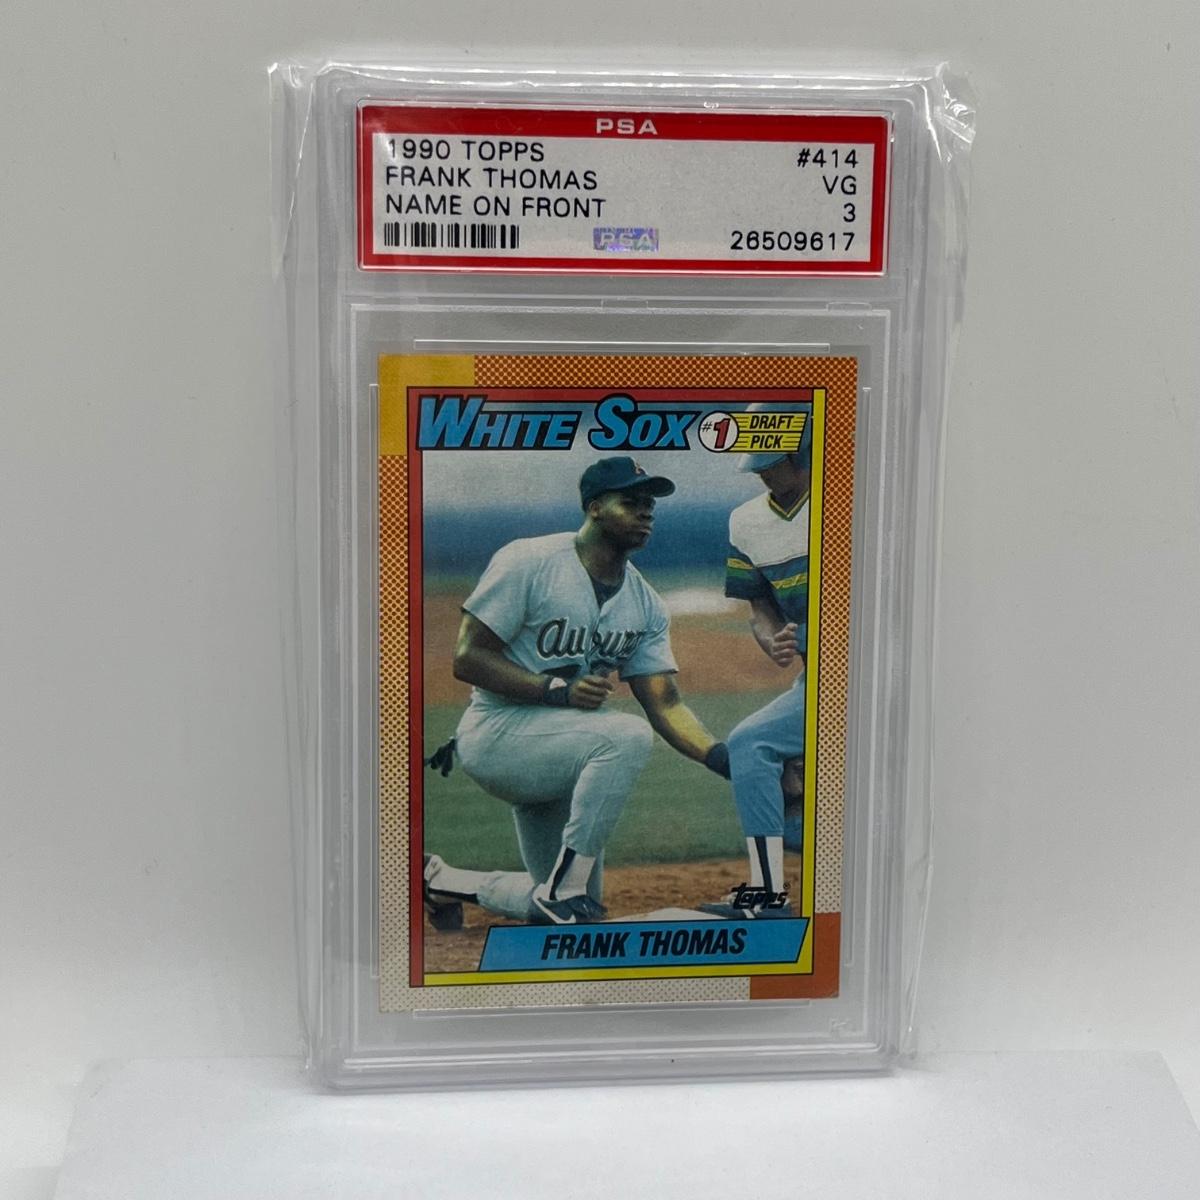 PSA
1990 TOPPS #414
FRANK THOMAS VG
NAME ON FRONT 3
PSA 26509617
WHITE SOX #1 DRAFT PICK
Auburn
topps®
FRANK THOMAS